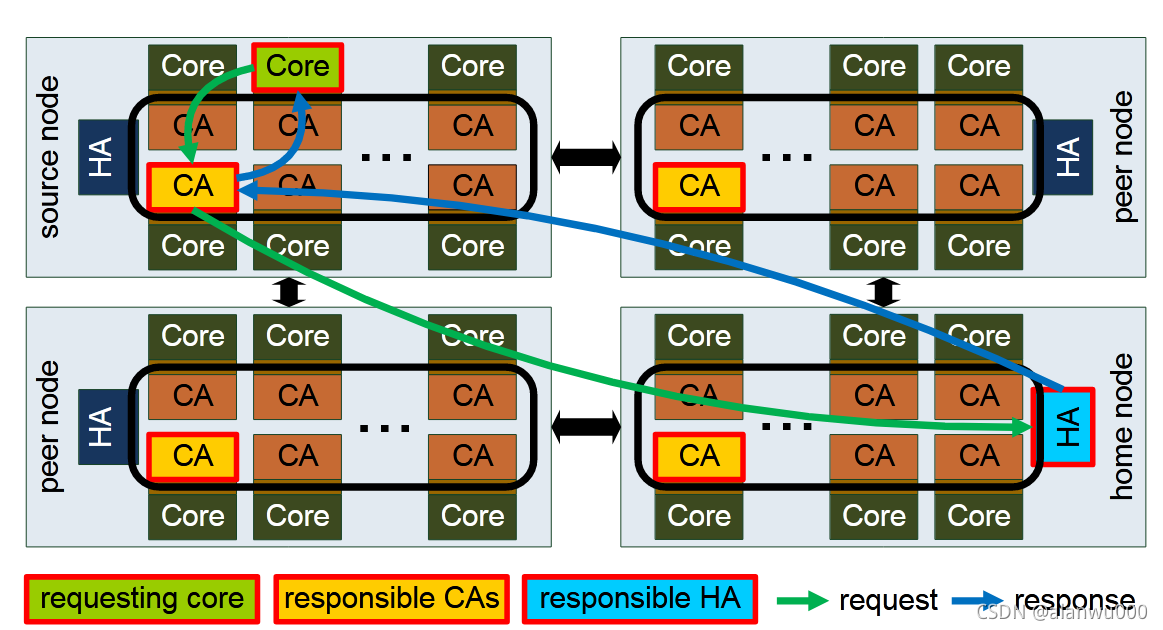 source node
Core Core Core
HA
CA CA ... CA
CA CA CA
Core Core Core
Core Core Core
CA ... CA CA
CA CA CA
Core Core Core
HA
peer node
peer node
Core Core Core
HA
CA CA CA
...
CA CA CA
Core Core Core
Core Core Core
CA CA CA
...
CA CA CA
Core Core Core
HA
home node
requesting core
responsible CAs
responsible HA
request
response
CSDN @aianwu000